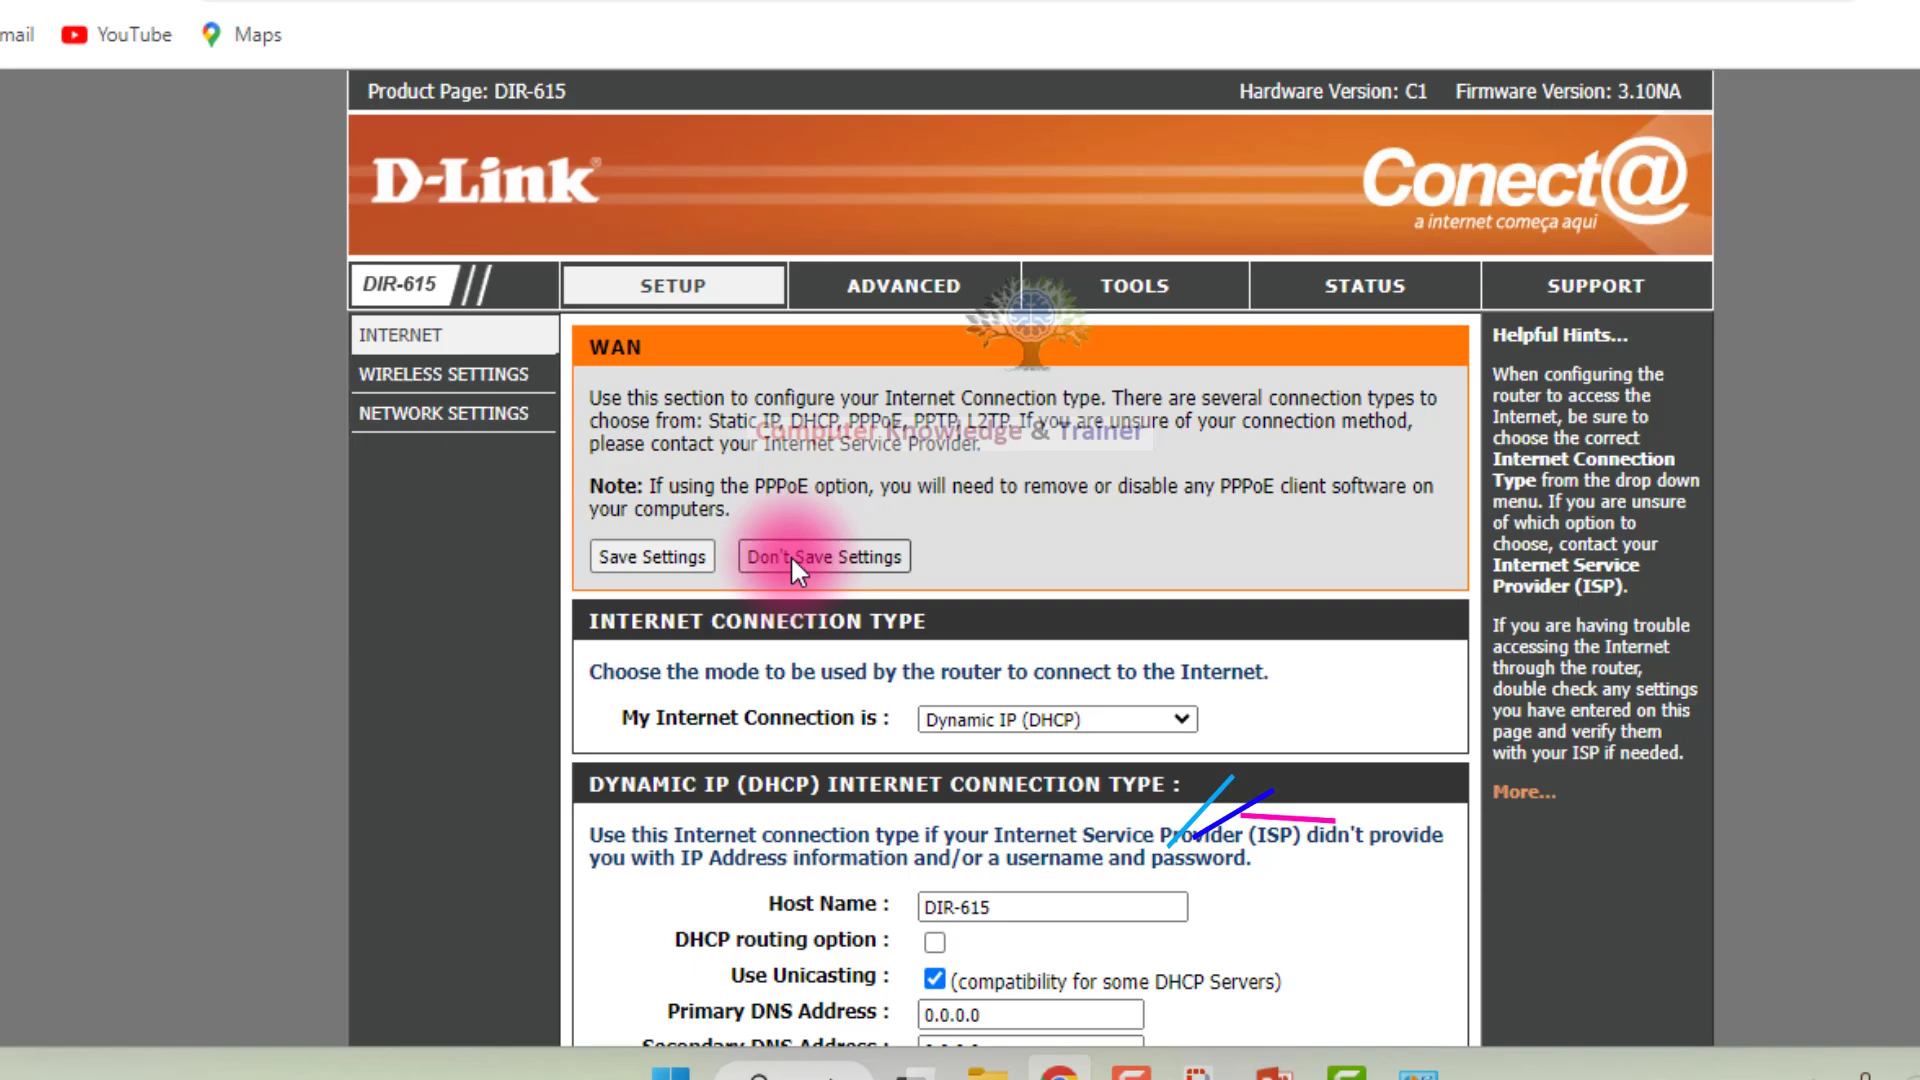 mail YouTube Maps
Product Page: DIR-615 Hardware Version: C1 Firmware Version: 3.10NA
D-Link Conect@
a internet começa aqui
DIR-615 SETUP ADVANCED TOOLS STATUS SUPPORT
INTERNET
WIRELESS SETTINGS
NETWORK SETTINGS
WAN
Use this section to configure your Internet Connection type. There are several connection types to
choose from: Static IP, DHCP, PPPoE, PPTP, L2TP. If you are unsure of your connection method,
please contact your Internet Service Provider.
Computer Knowledge & Trainer
Note: If using the PPPoE option, you will need to remove or disable any PPPoE client software on
your computers.
Save Settings Don't Save Settings
INTERNET CONNECTION TYPE
Choose the mode to be used by the router to connect to the Internet.
My Internet Connection is : Dynamic IP (DHCP)
DYNAMIC IP (DHCP) INTERNET CONNECTION TYPE :
Use this Internet connection type if your Internet Service Provider (ISP) didn't provide
you with IP Address information and/or a username and password.
Host Name : DIR-615
DHCP routing option :
Use Unicasting : (compatibility for some DHCP Servers)
Primary DNS Address : 0.0.0.0
Secondary DNS Address :
Helpful Hints...
When configuring the
router to access the
Internet, be sure to
choose the correct
Internet Connection
Type from the drop down
menu. If you are unsure
of which option to
choose, contact your
Internet Service
Provider (ISP).
If you are having trouble
accessing the Internet
through the router,
double check any settings
you have entered on this
page and verify them
with your ISP if needed.
More...